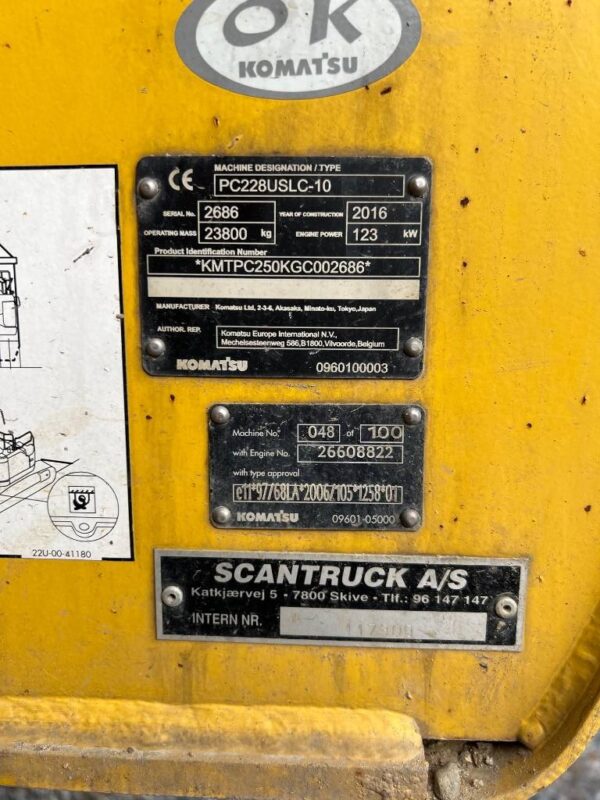 OK
KOMATSU
CE
MACHINE DESIGNATION / TYPE
PC228USLC-10
SERIAL No. 2686 YEAR OF CONSTRUCTION 2016
OPERATING MASS 23800 kg ENGINE POWER 123 kW
Product Identification Number
*KMTPC250KGC002686*
MANUFACTURER Komatsu Ltd, 2-3-6, Akasaka, Minato-ku, Tokyo,Japan
AUTHOR. REP. Komatsu Europe International N.V.,
Mechelsesteenweg 586,B1800,Vilvoorde,Belgium
KOMATSU 0960100003
Machine No. 048 of 100
with Engine No. 26608822
with type approval
e11*97/68LA*2006/105*1258*01
KOMATSU 09601-05000
22U-00-41180
SCANTRUCK A/S
Katkjærvej 5 - 7800 Skive - Tlf.: 96 147 147
INTERN NR.